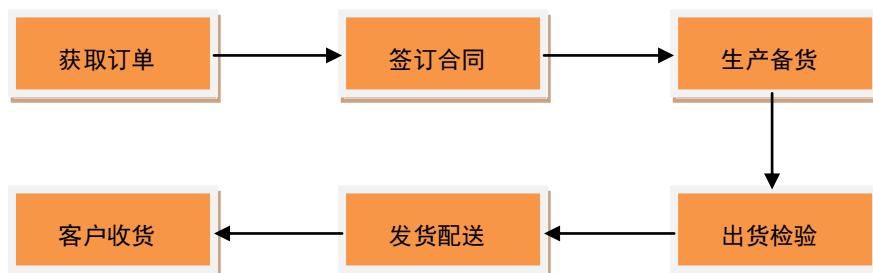 获取订单
签订合同
生产备货
出货检验
发货配送
客户收货